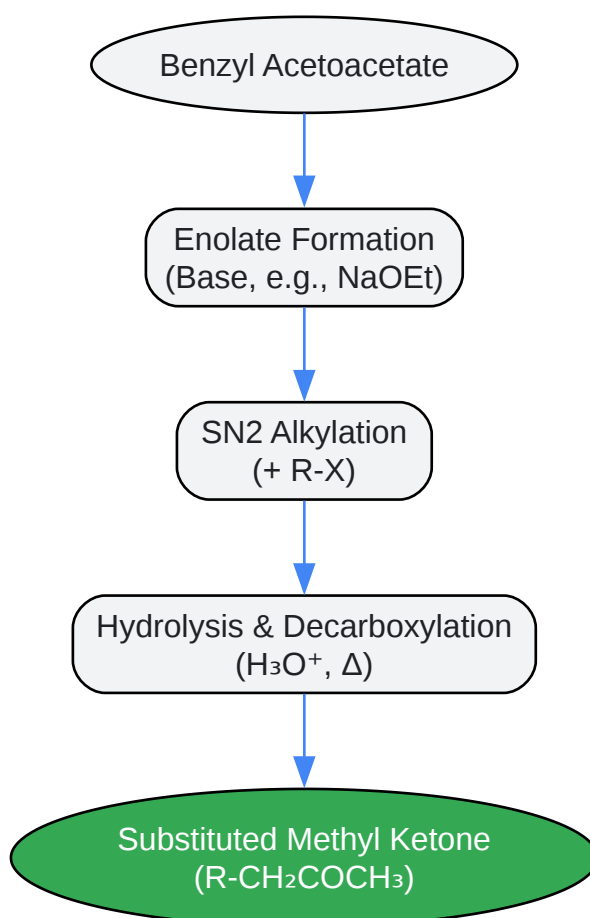 Benzyl Acetoacetate
Enolate Formation
(Base, e.g., NaOEt)
SN2 Alkylation
(+ R-X)
Hydrolysis & Decarboxylation
(H₃O⁺, Δ)
Substituted Methyl Ketone
(R-CH₂COCH₃)